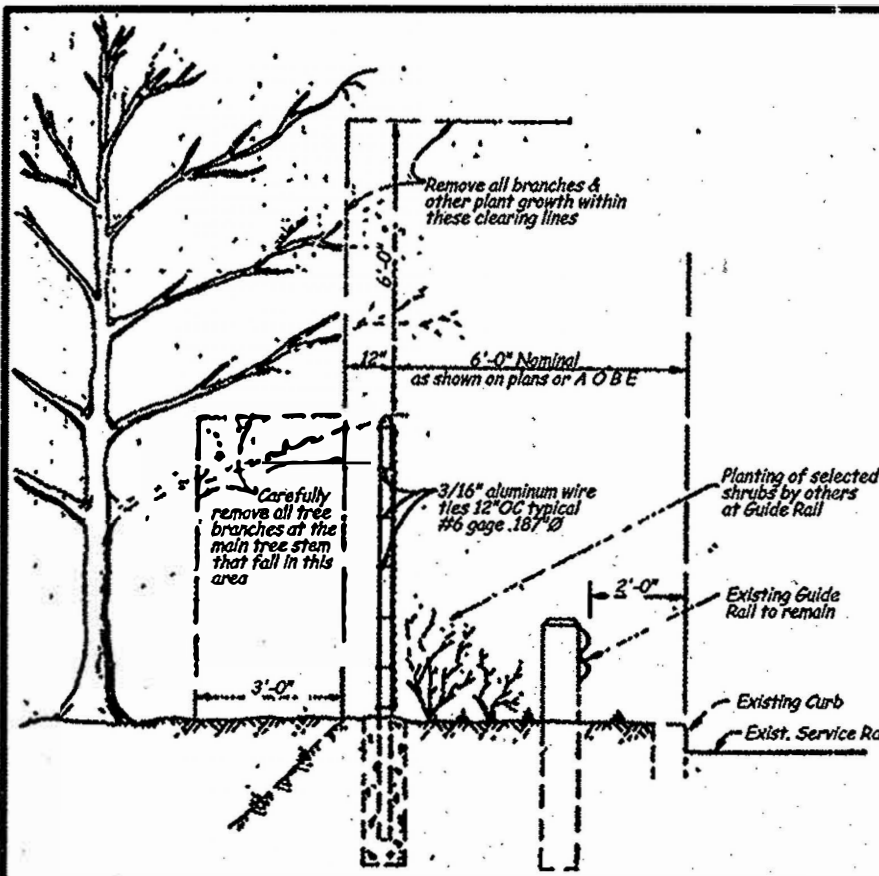 Remove all branches &
other plant growth within
these clearing lines
6'-0"
12"
6'-0" Nominal
as shown on plans or A O B E
Carefully
remove all tree
branches at the
main tree stem
that fall in this
area
3/16" aluminum wire
ties 12"OC typical
#6 gage .187"Ø
Planting of selected
shrubs by others
at Guide Rail
2'-0"
Existing Guide
Rail to remain
3'-0"
Existing Curb
Exist. Service Ro